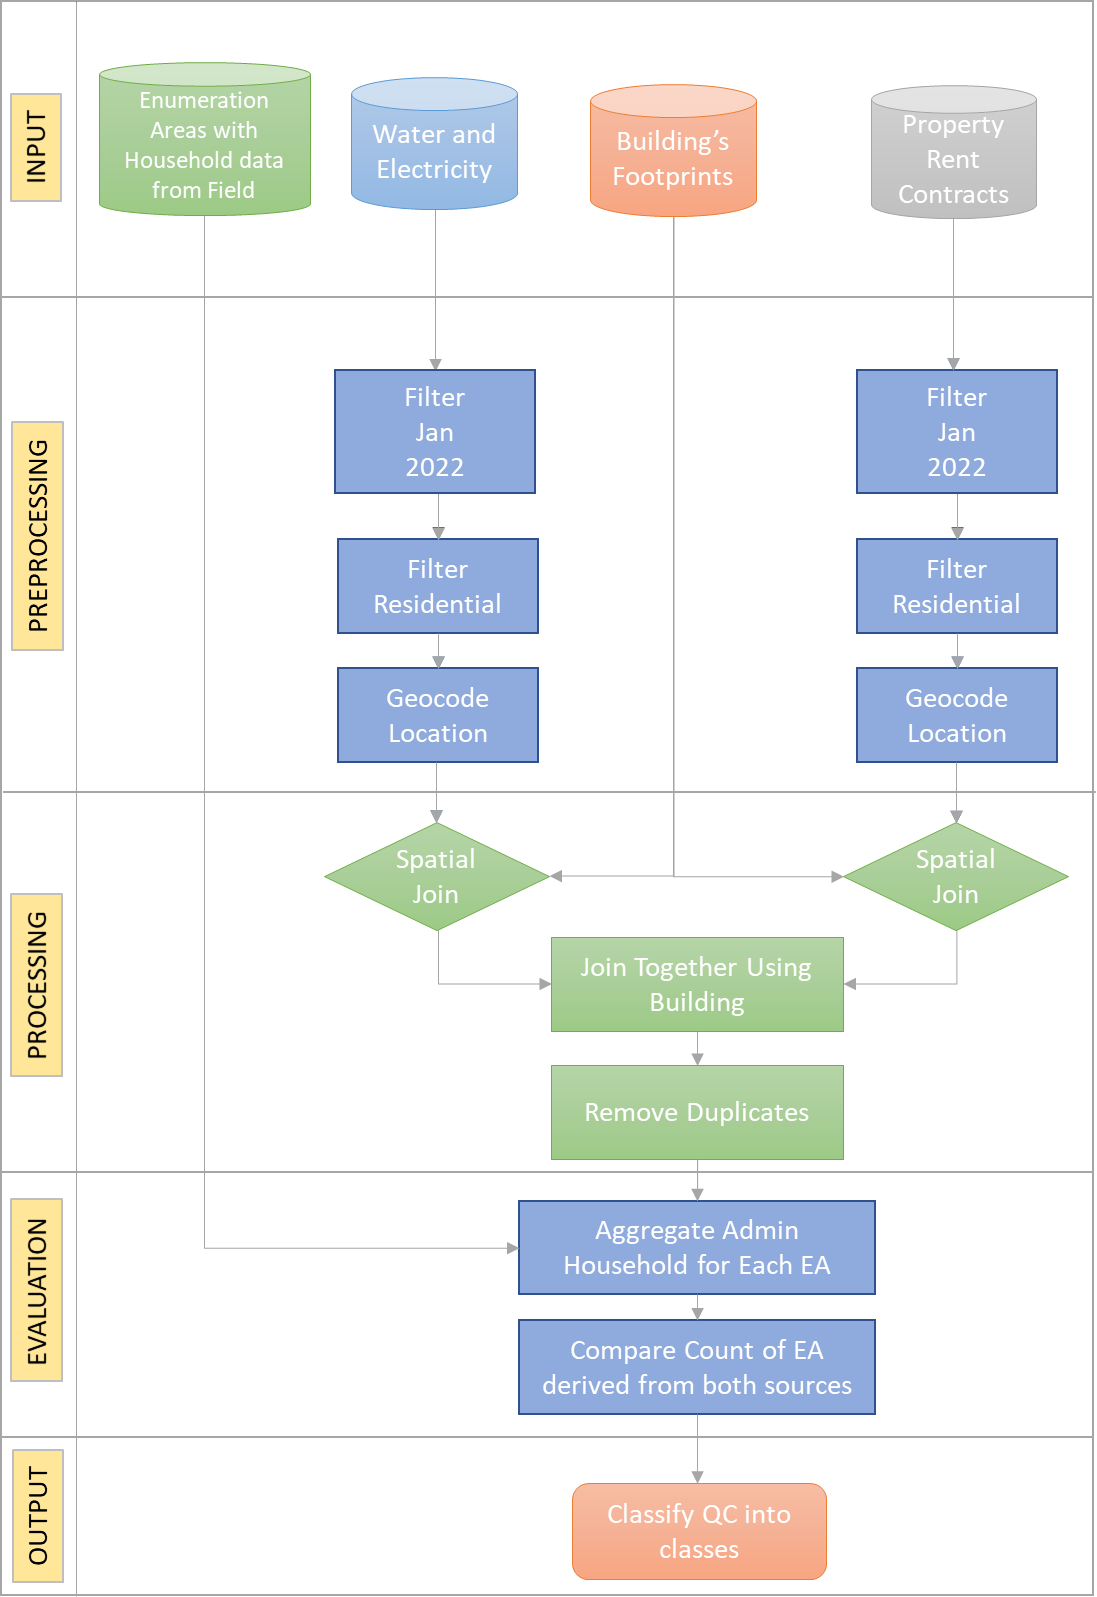 INPUT
Enumeration
Areas with
Household data
from Field
Water and
Electricity
Building's
Footprints
Property
Rent
Contracts
PREPROCESSING
Filter
Jan
2022
Filter
Residential
Geocode
Location
Filter
Jan
2022
Filter
Residential
Geocode
Location
PROCESSING
Spatial
Join
Spatial
Join
Join Together Using
Building
Remove Duplicates
EVALUATION
Aggregate Admin
Household for Each EA
Compare Count of EA
derived from both sources
OUTPUT
Classify QC into
classes